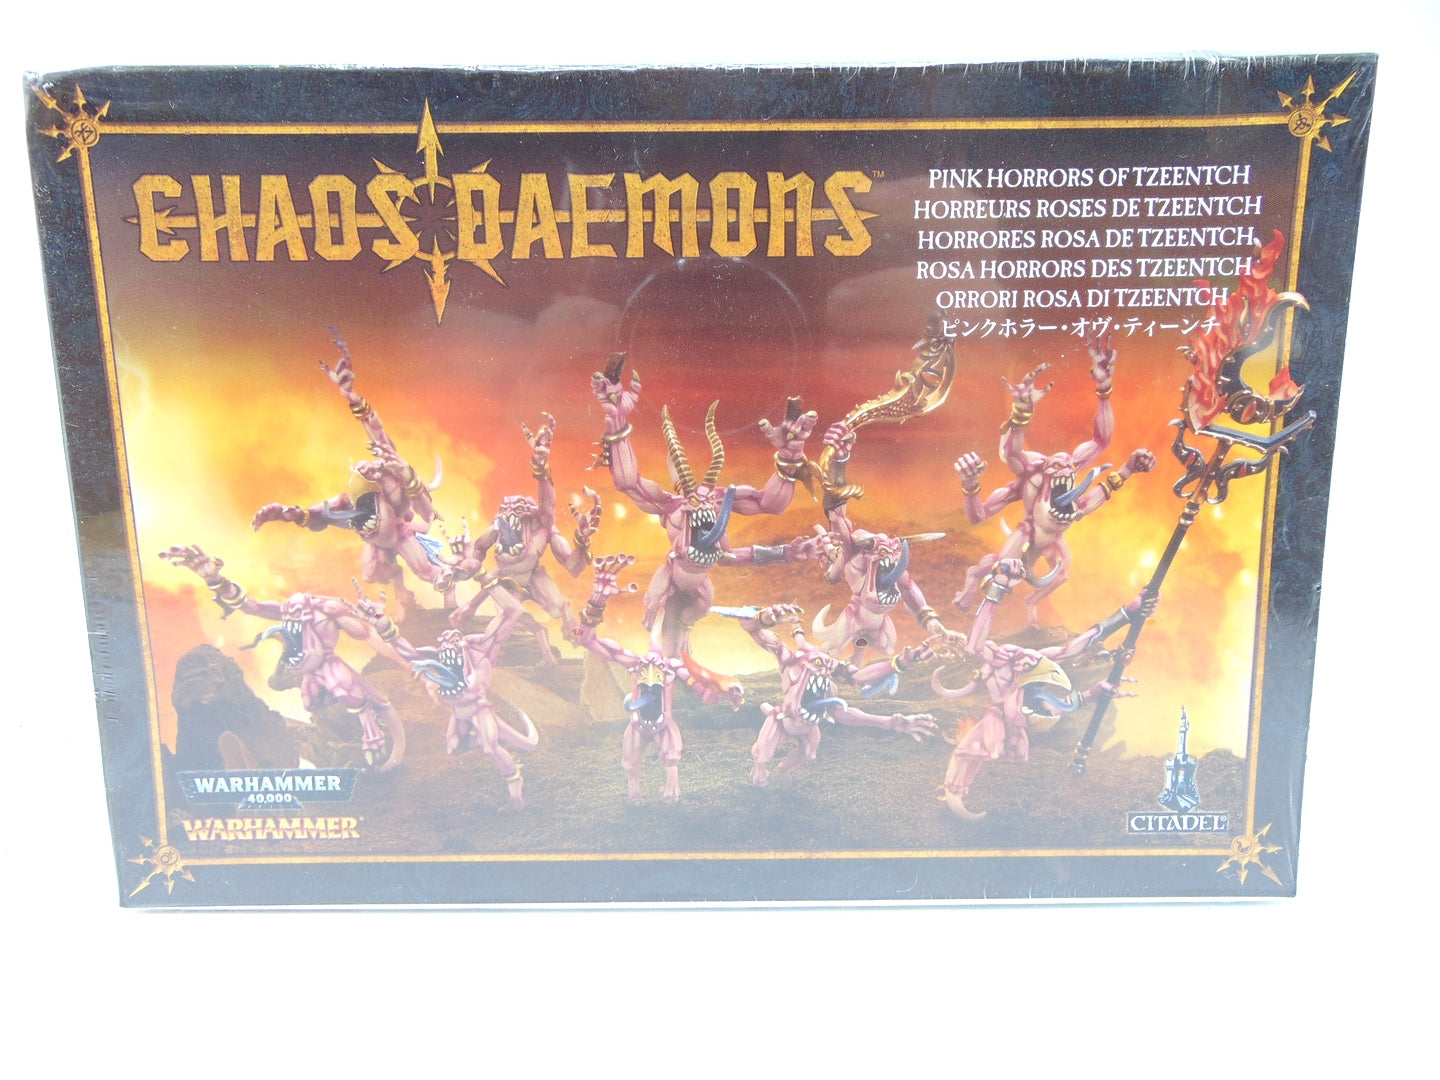 CHAOS DAEMONS™
PINK HORRORS OF TZEENTCH
HORREURS ROSES DE TZEENTCH
HORRORES ROSA DE TZEENTCH
ROSA HORRORS DES TZEENTCH
ORRORI ROSA DI TZEENTCH
ピンクホラー・オヴ・ティーンチ
WARHAMMER
40,000
WARHAMMER®
CITADEL®